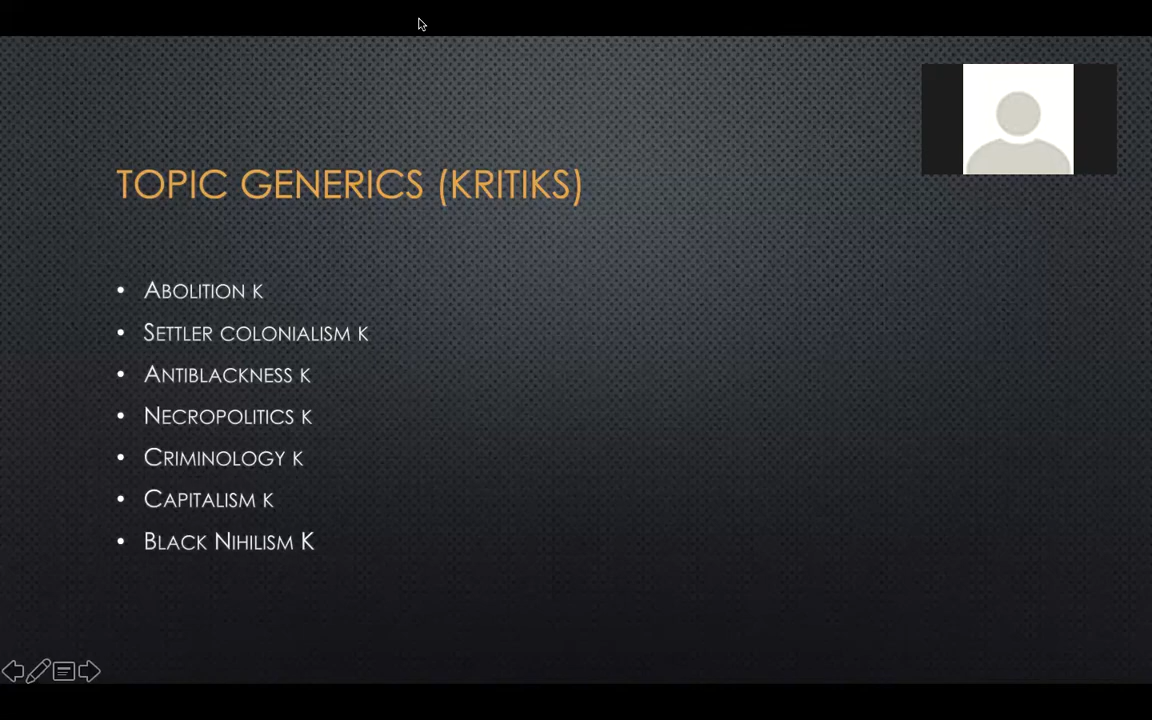 TOPIC GENERICS (KRITIKS)
• ABOLITION K
• SETTLER COLONIALISM K
• ANTIBLACKNESS K
• NECROPOLITICS K
• CRIMINOLOGY K
• CAPITALISM K
• BLACK NIHILISM K